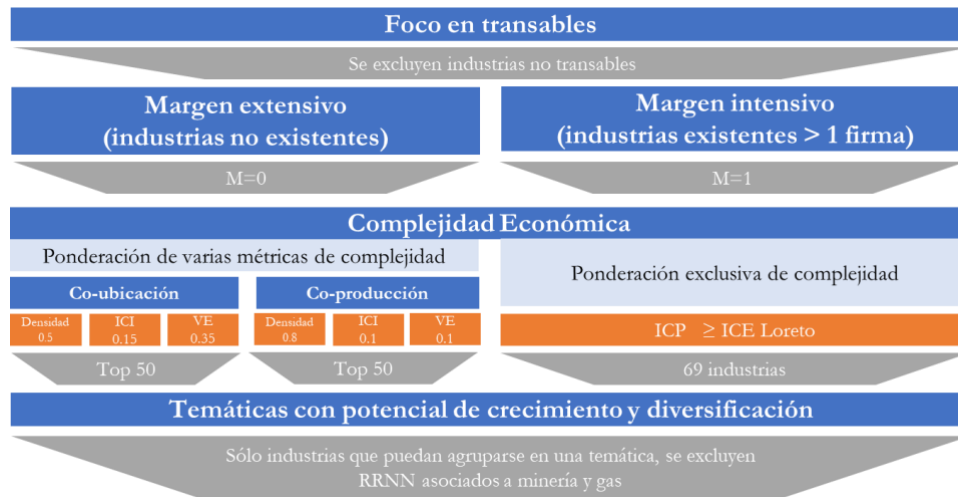 Foco en transables
Se excluyen industrias no transables
Margen extensivo
(industrias no existentes)
Margen intensivo
(industrias existentes > 1 firma)
M=0
M=1
Complejidad Económica
Ponderación de varias métricas de complejidad
Ponderación exclusiva de complejidad
Co-ubicación
Co-producción
Densidad
0.5
ICI
0.15
VE
0.35
Densidad
0.8
ICI
0.1
VE
0.1
ICP ≥ ICE Loreto
Top 50
Top 50
69 industrias
Temáticas con potencial de crecimiento y diversificación
Sólo industrias que puedan agruparse en una temática, se excluyen
RRNN asociados a minería y gas